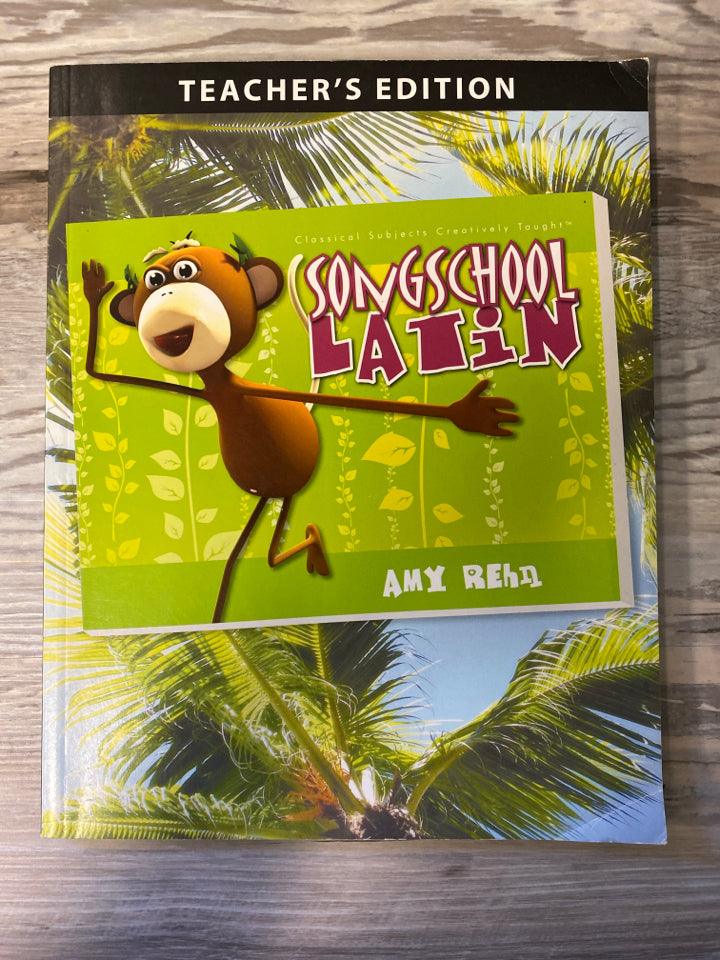 TEACHER'S EDITION
Classical Subjects Creatively Taught™
SONGSCHOOL
LATIN
AMY REHN